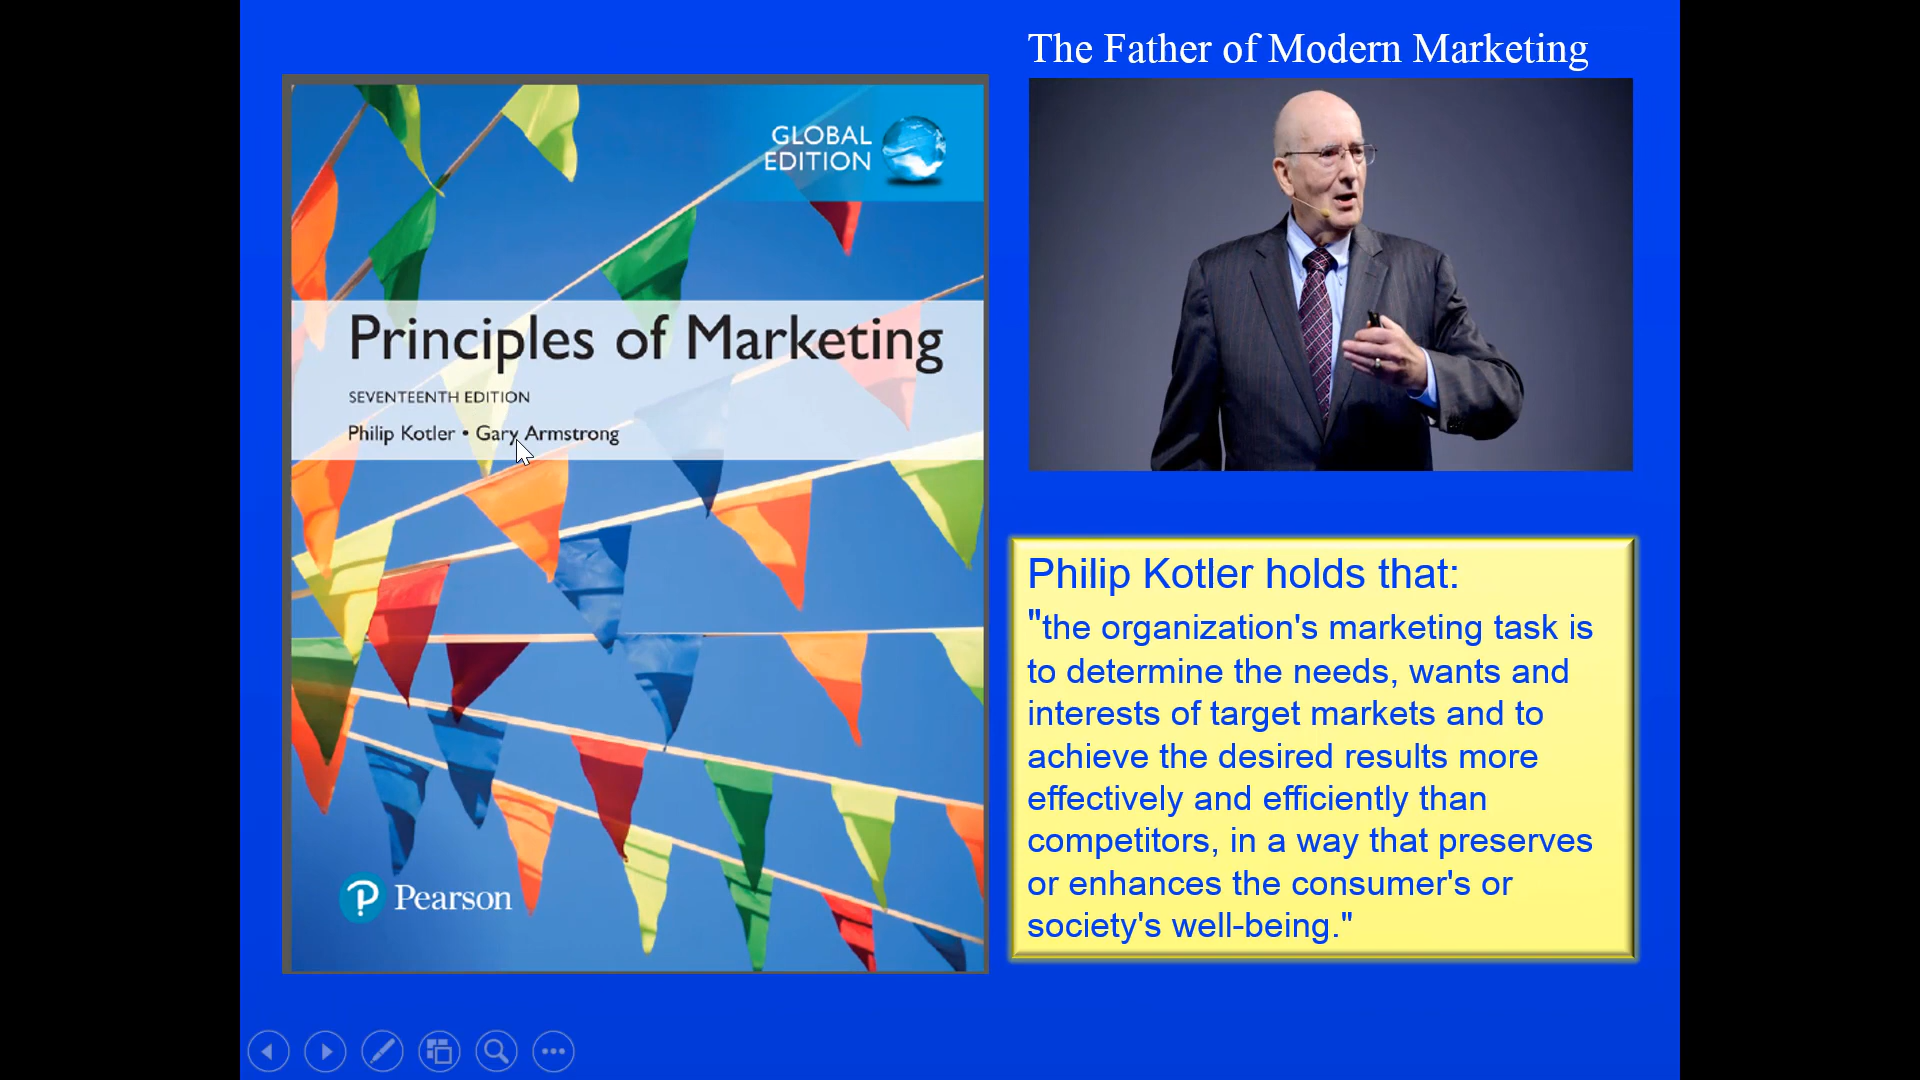 The Father of Modern Marketing
GLOBAL
EDITION
Principles of Marketing
SEVENTEENTH EDITION
Philip Kotler • Gary Armstrong
Pearson
Philip Kotler holds that:
"the organization's marketing task is
to determine the needs, wants and
interests of target markets and to
achieve the desired results more
effectively and efficiently than
competitors, in a way that preserves
or enhances the consumer's or
society's well-being."